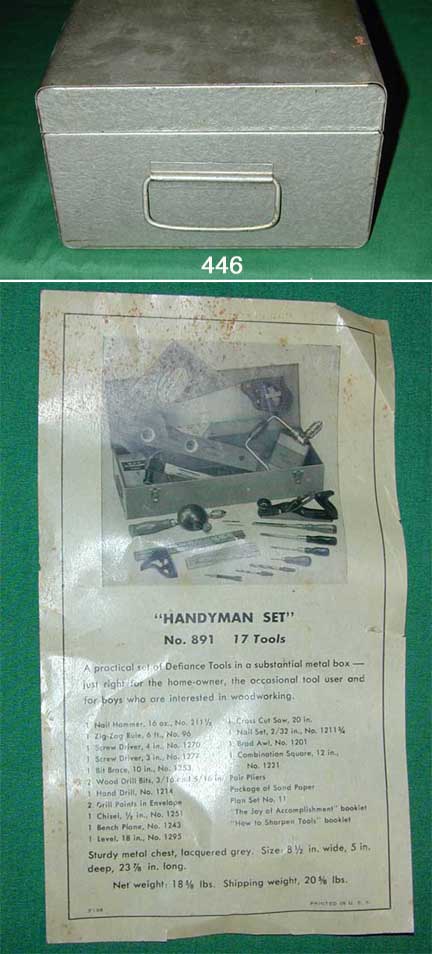 446
"HANDYMAN SET"
No. 891 17 Tools
A practical set of Defiance Tools in a substantial metal box —
just right for the home-owner, the occasional tool user and
for boys who are interested in woodworking.
1 Nail Hammer, 16 oz., No. 211½
1 Zig-Zag Rule, 6 ft., No. 96
1 Screw Driver, 4 in., No. 1270
1 Screw Driver, 3 in., No. 1272
1 Bit Brace, 10 in., No. 1253
2 Wood Drill Bits, 3/16 and 5/16 in.
1 Hand Drill, No. 1214
2 Drill Points in Envelope
1 Chisel, ½ in., No. 1251
1 Bench Plane, No. 1243
1 Level, 18 in., No. 1295
1 Cross Cut Saw, 20 in.
1 Nail Set, 2/32 in., No. 1211¾
1 Brad Awl, No. 1201
1 Combination Square, 12 in.,
No. 1221
Pair Pliers
Package of Sand Paper
Plan Set No. 11
"The Joy of Accomplishment" booklet
"How to Sharpen Tools" booklet
Sturdy metal chest, lacquered grey. Size: 8½ in. wide, 5 in.
deep, 23⅞ in. long.
Net weight: 18⅝ lbs. Shipping weight, 20⅝ lbs.
PRINTED IN U. S. A.